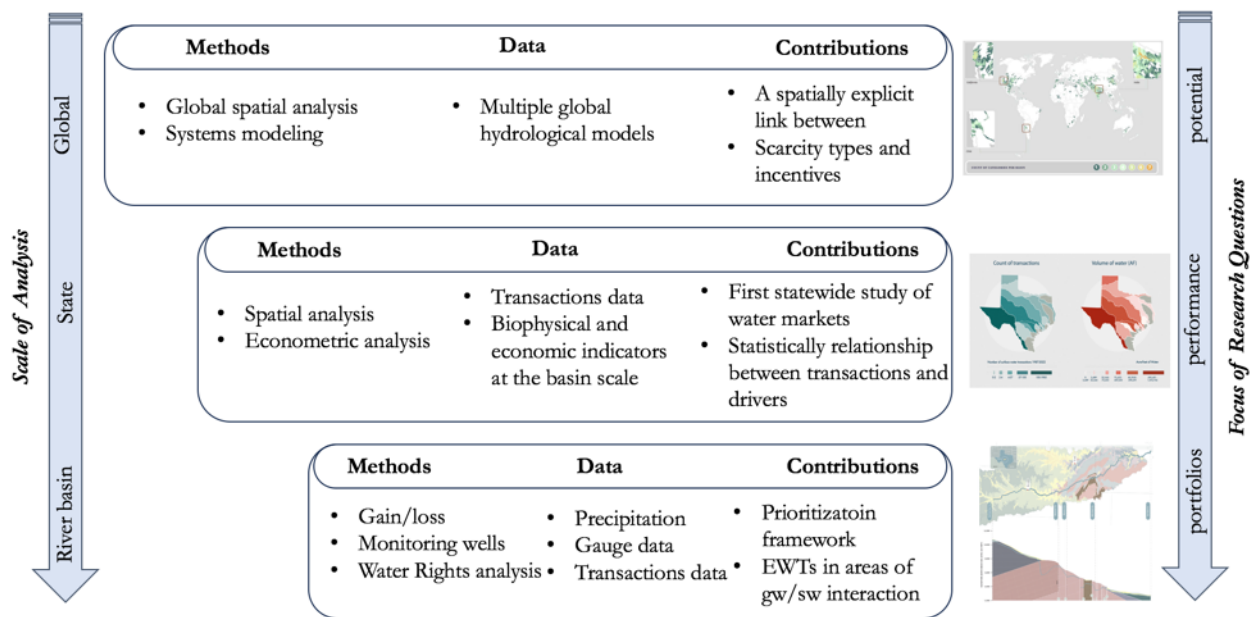 Scale of Analysis
Global
State
River basin
Methods
Data
Contributions
• Global spatial analysis
• Systems modeling
• Multiple global
hydrological models
• A spatially explicit
link between
• Scarcity types and
incentives
Methods
Data
Contributions
• Spatial analysis
• Econometric analysis
• Transactions data
• Biophysical and
economic indicators
at the basin scale
• First statewide study of
water markets
• Statistically relationship
between transactions and
drivers
Count of transactions
Volume of water (AF)
Methods
Data
Contributions
• Gain/loss
• Monitoring wells
• Water Rights analysis
• Precipitation
• Gauge data
• Transactions data
• Prioritizatoin
framework
• EWTs in areas of
gw/sw interaction
potential
performance
portfolios
Focus of Research Questions